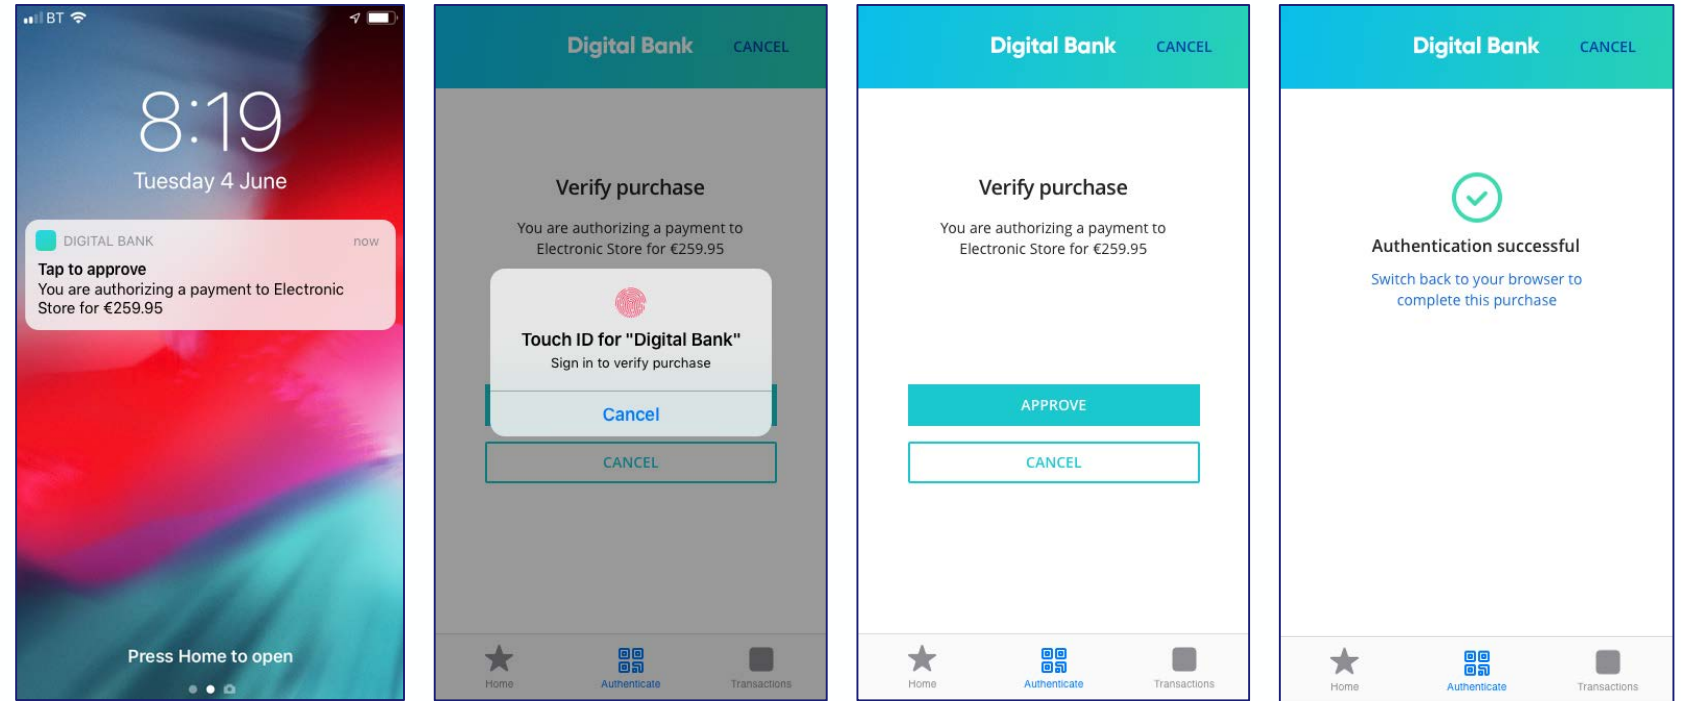 BT
8:19
Tuesday 4 June
DIGITAL BANK now
Tap to approve
You are authorizing a payment to Electronic
Store for €259.95
Press Home to open
Digital Bank CANCEL
Verify purchase
You are authorizing a payment to
Electronic Store for €259.95
Touch ID for "Digital Bank"
Sign in to verify purchase
Cancel
CANCEL
Home Authenticate Transactions
Digital Bank CANCEL
Verify purchase
You are authorizing a payment to
Electronic Store for €259.95
APPROVE
CANCEL
Home Authenticate Transactions
Digital Bank CANCEL
Authentication successful
Switch back to your browser to
complete this purchase
Home Authenticate Transactions